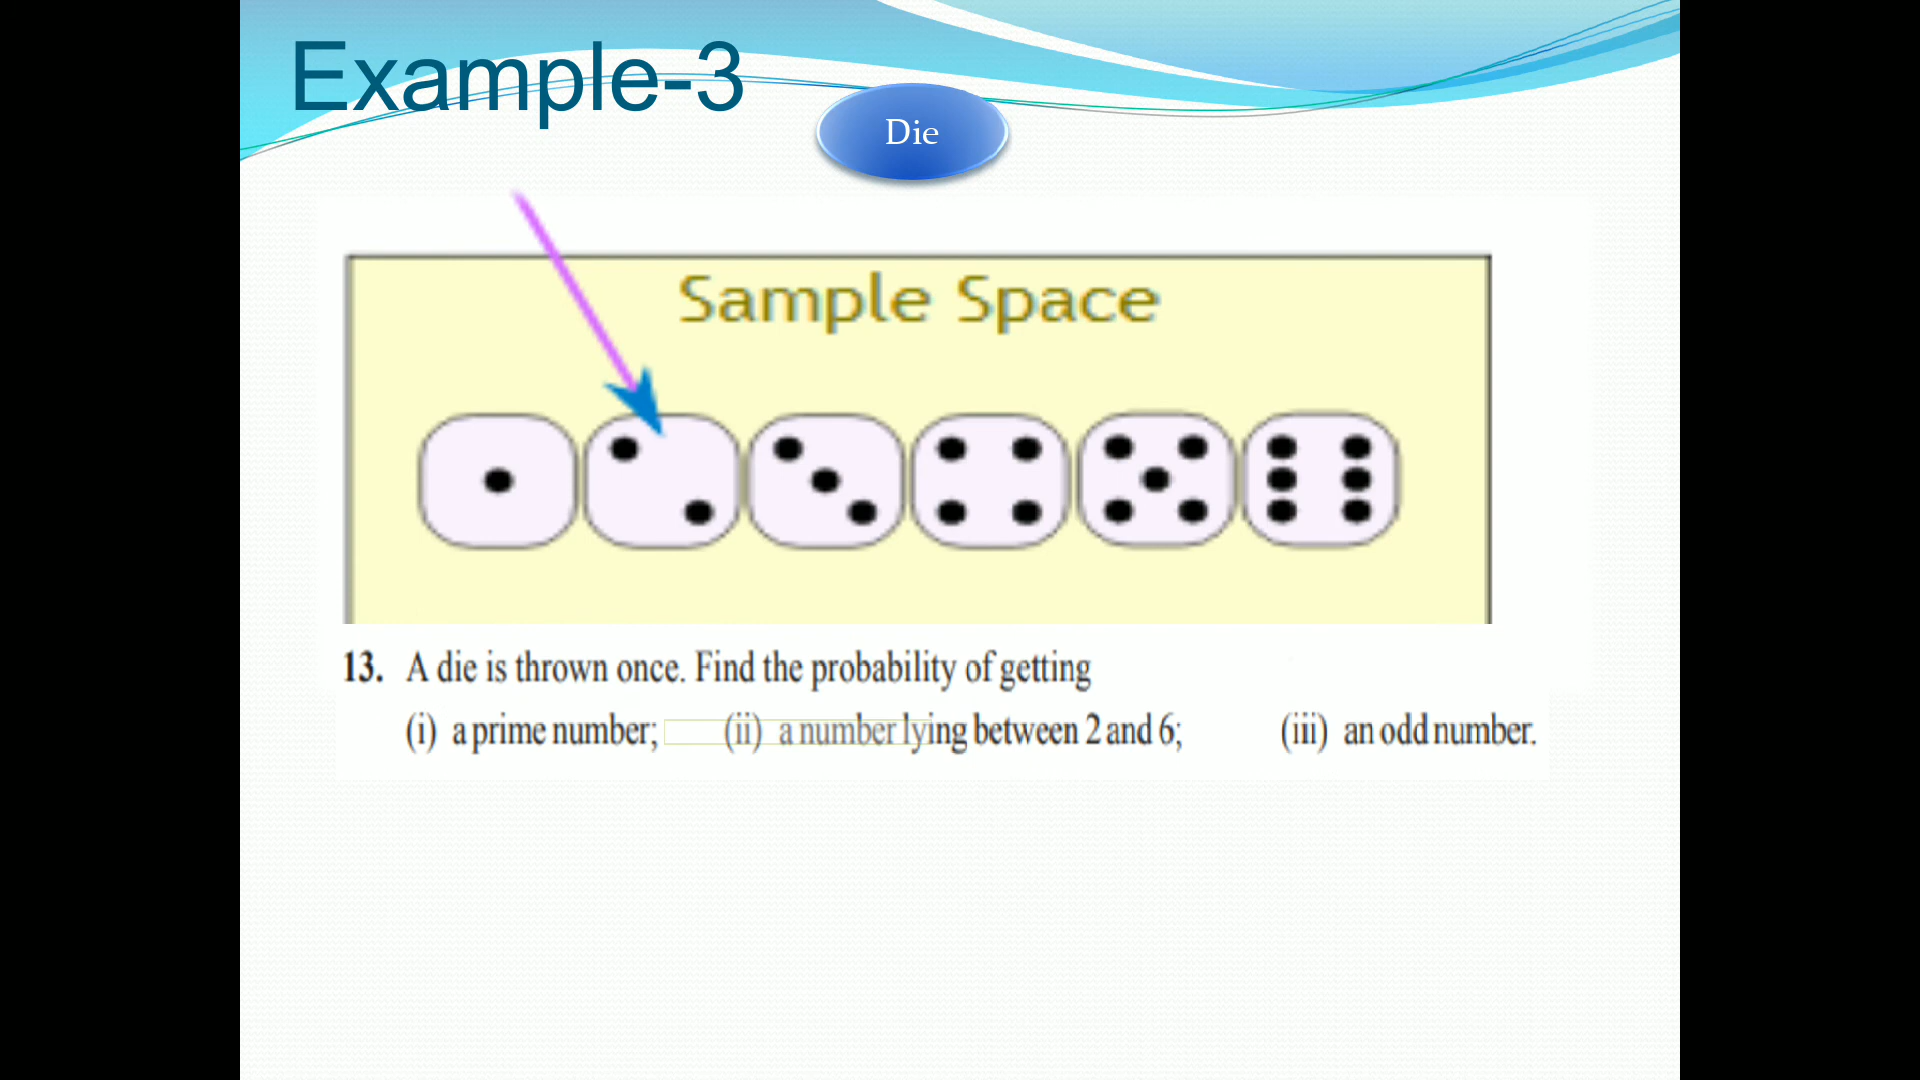 Example-3
Die
Sample Space
13. A die is thrown once. Find the probability of getting
(i) a prime number; (ii) a number lying between 2 and 6; (iii) an odd number.